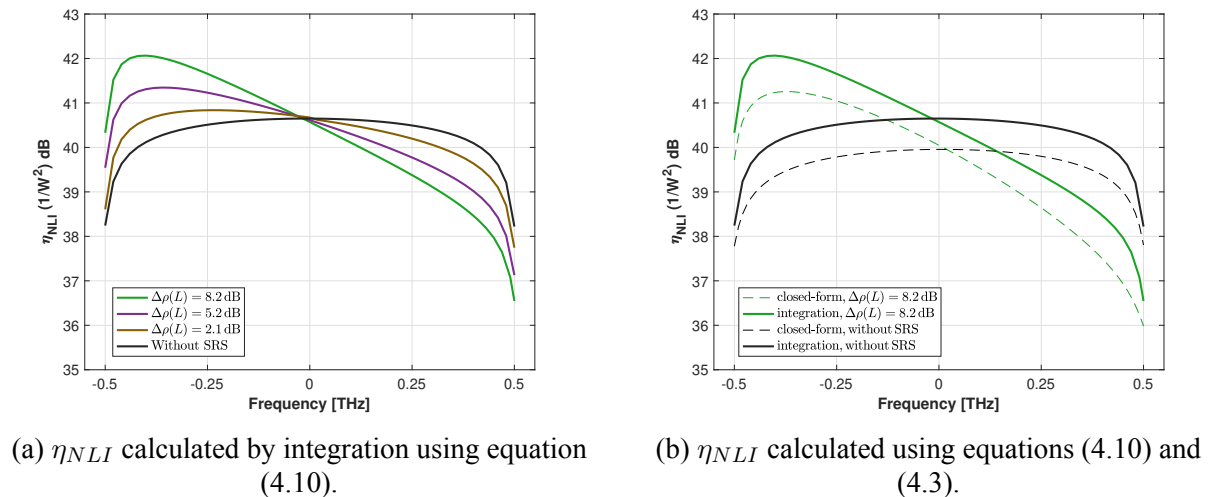 43
42
41
40
39
38
37
36
35
η_NLI (1/W^2) dB
Δρ(L) = 8.2 dB
Δρ(L) = 5.2 dB
Δρ(L) = 2.1 dB
Without SRS
-0.5 -0.25 0 0.25 0.5
Frequency [THz]
(a) η_NLI calculated by integration using equation
(4.10).
43
42
41
40
39
38
37
36
35
η_NLI (1/W^2) dB
closed-form, Δρ(L) = 8.2 dB
integration, Δρ(L) = 8.2 dB
closed-form, without SRS
integration, without SRS
-0.5 -0.25 0 0.25 0.5
Frequency [THz]
(b) η_NLI calculated using equations (4.10) and
(4.3).